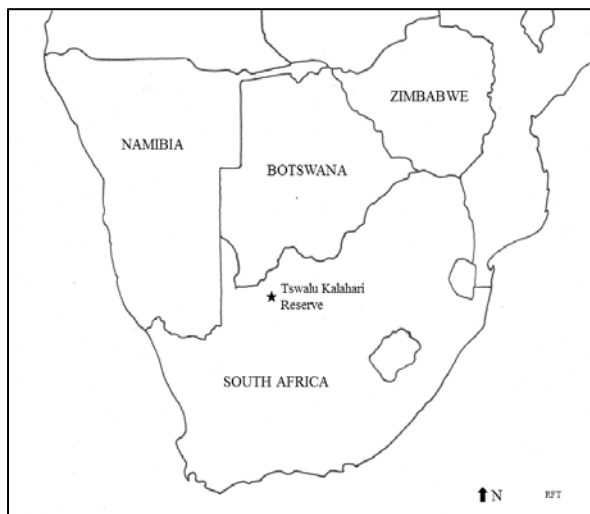 ZIMBABWE
NAMIBIA
BOTSWANA
Tswalu Kalahari
Reserve
SOUTH AFRICA
N
RFT